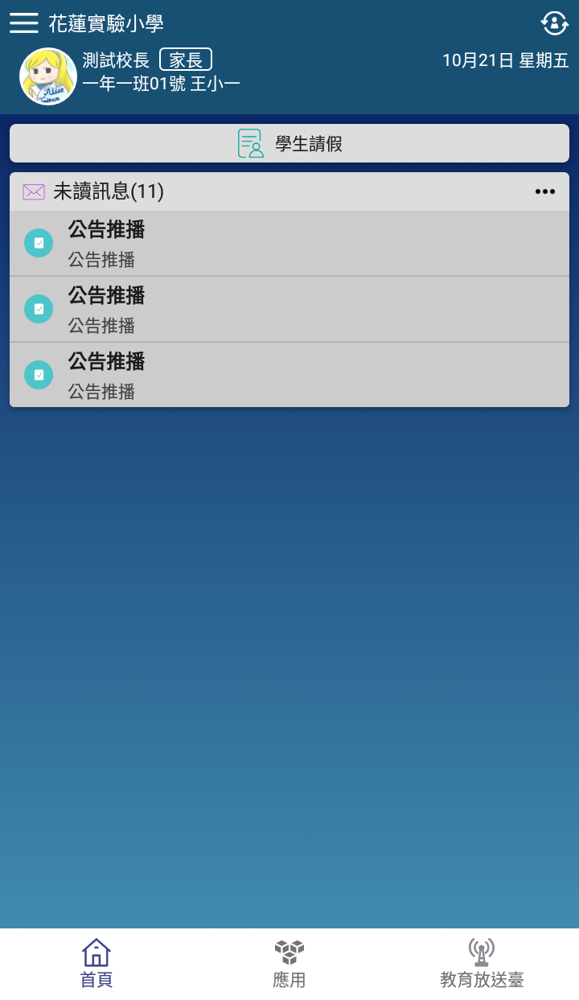 花蓮實驗小學
測試校長 家長
10月21日 星期五
一年一班01號 王小一
Alice
Tainan
學生請假
未讀訊息(11)
公告推播
公告推播
公告推播
公告推播
公告推播
公告推播
首頁
應用
教育放送臺